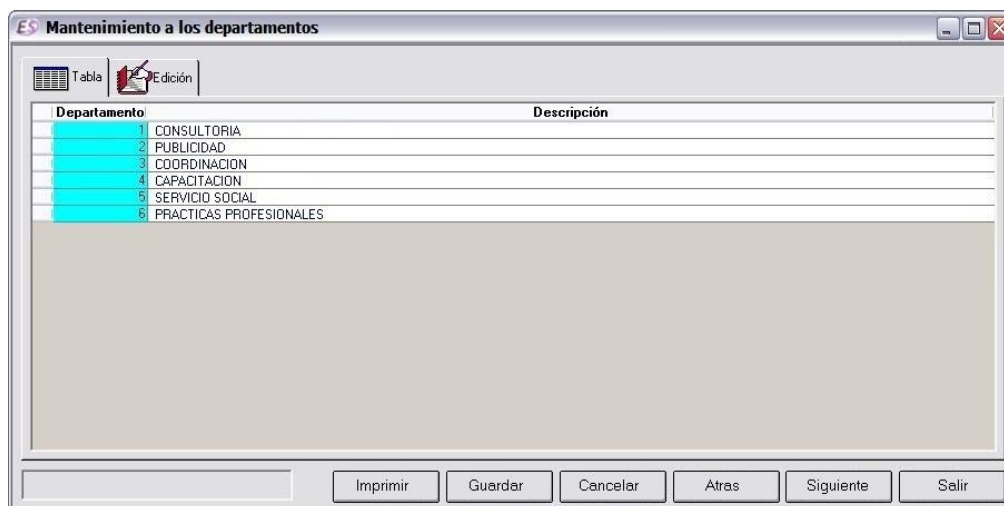 ES Mantenimiento a los departamentos
Tabla Edición
Departamento Descripción
1 CONSULTORIA
2 PUBLICIDAD
3 COORDINACION
4 CAPACITACION
5 SERVICIO SOCIAL
6 PRACTICAS PROFESIONALES
Imprimir Guardar Cancelar Atras Siguiente Salir